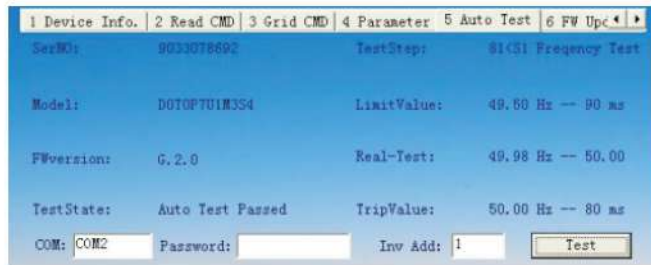 1 Device Info. 2 Read CMD 3 Grid CMD 4 Parameter 5 Auto Test 6 FW Upc
SerNO: 9033078692 TestStep: 81<S1 Freqency Test
Model: DOTOP7U1M3S4 LimitValue: 49.50 Hz -- 90 ms
FWversion: G.2.0 Real-Test: 49.98 Hz -- 50.00
TestState: Auto Test Passed TripValue: 50.00 Hz -- 80 ms
COM: COM2 Password: Inv Add: 1 Test